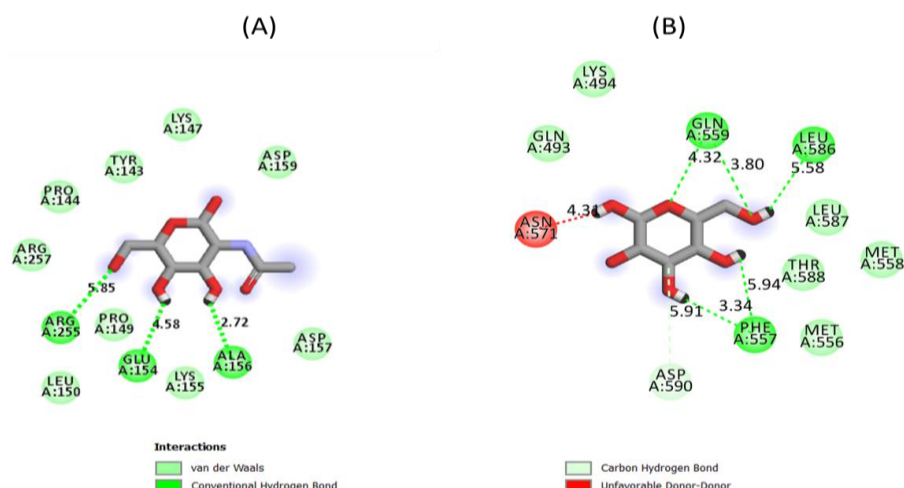 (A)
(B)
LYS
A:147
TYR
A:143
ASP
A:159
PRO
A:144
ARG
A:257
5.85
ARG
A:255
PRO
A:149
4.58
2.72
GLU
A:154
ALA
A:156
ASP
A:157
LEU
A:150
LYS
A:155
LYS
A:494
GLN
A:493
GLN
A:559
LEU
A:586
4.32
3.80
5.58
4.31
ASN
A:571
LEU
A:587
MET
A:558
THR
A:588
5.94
3.34
5.91
PHE
A:557
MET
A:556
ASP
A:590
Interactions
van der Waals
Conventional Hydrogen Bond
Carbon Hydrogen Bond
Unfavorable Donor-Donor